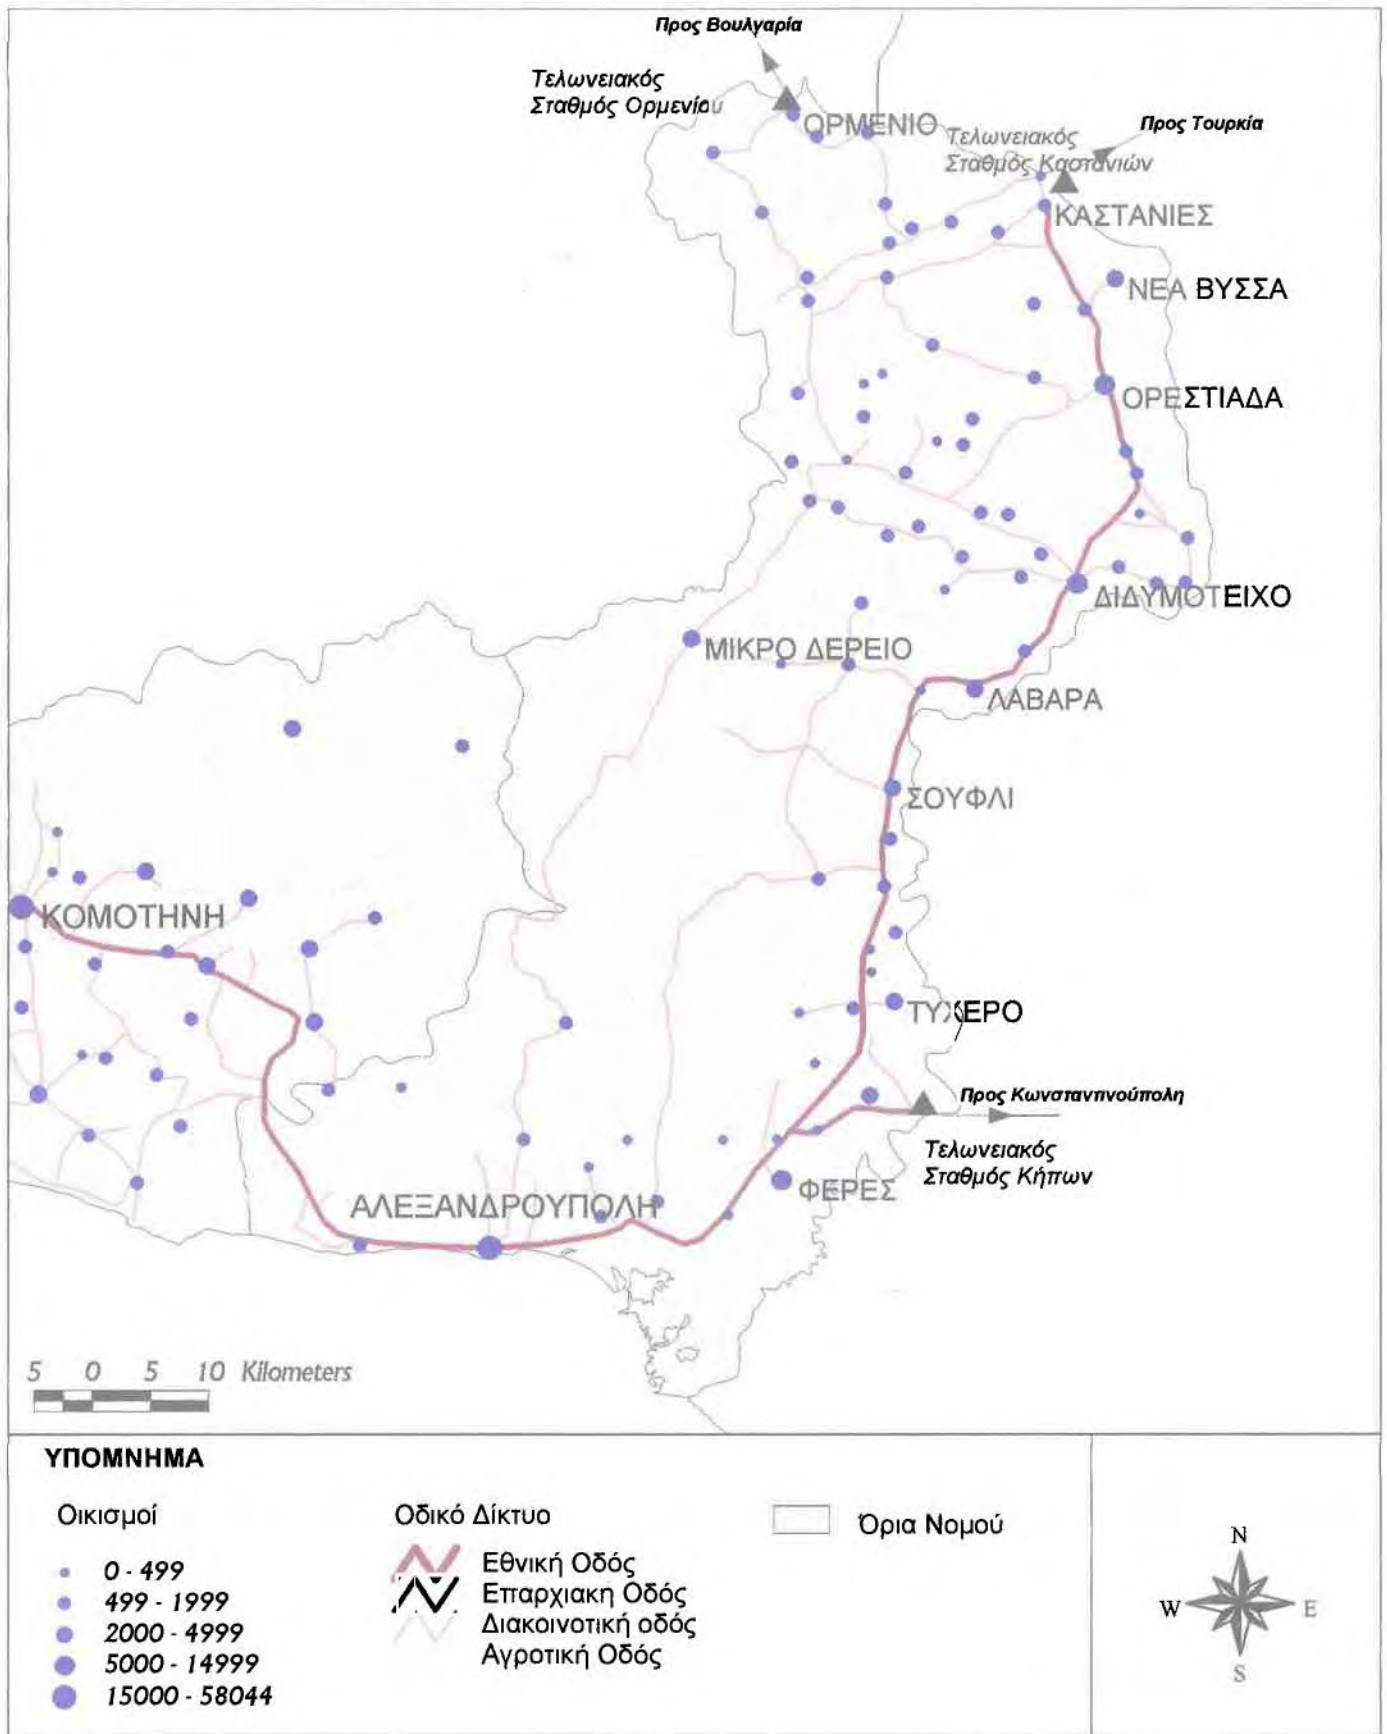 Προς Βουλγαρία
Τελωνειακός
Σταθμός Ορμενίου
ΟΡΜΕΝΙΟ
Τελωνειακός
Σταθμός Καστανιών
Προς Τουρκία
ΚΑΣΤΑΝΙΕΣ
ΝΕΑ ΒΥΣΣΑ
ΟΡΕΣΤΙΑΔΑ
ΔΙΔΥΜΟΤΕΙΧΟ
ΜΙΚΡΟ ΔΕΡΕΙΟ
ΛΑΒΑΡΑ
ΣΟΥΦΛΙ
ΚΟΜΟΤΗΝΗ
ΤΥΧΕΡΟ
Προς Κωνσταντινούπολη
Τελωνειακός
Σταθμός Κήπων
ΦΕΡΕΣ
ΑΛΕΞΑΝΔΡΟΥΠΟΛΗ
5 0 5 10 Kilometers
ΥΠΟΜΝΗΜΑ
Οικισμοί
0 - 499
499 - 1999
2000 - 4999
5000 - 14999
15000 - 58044
Οδικό Δίκτυο
Εθνική Οδός
Επαρχιακη Οδός
Διακοινοτική οδός
Αγροτική Οδός
Όρια Νομού
N
W E
S